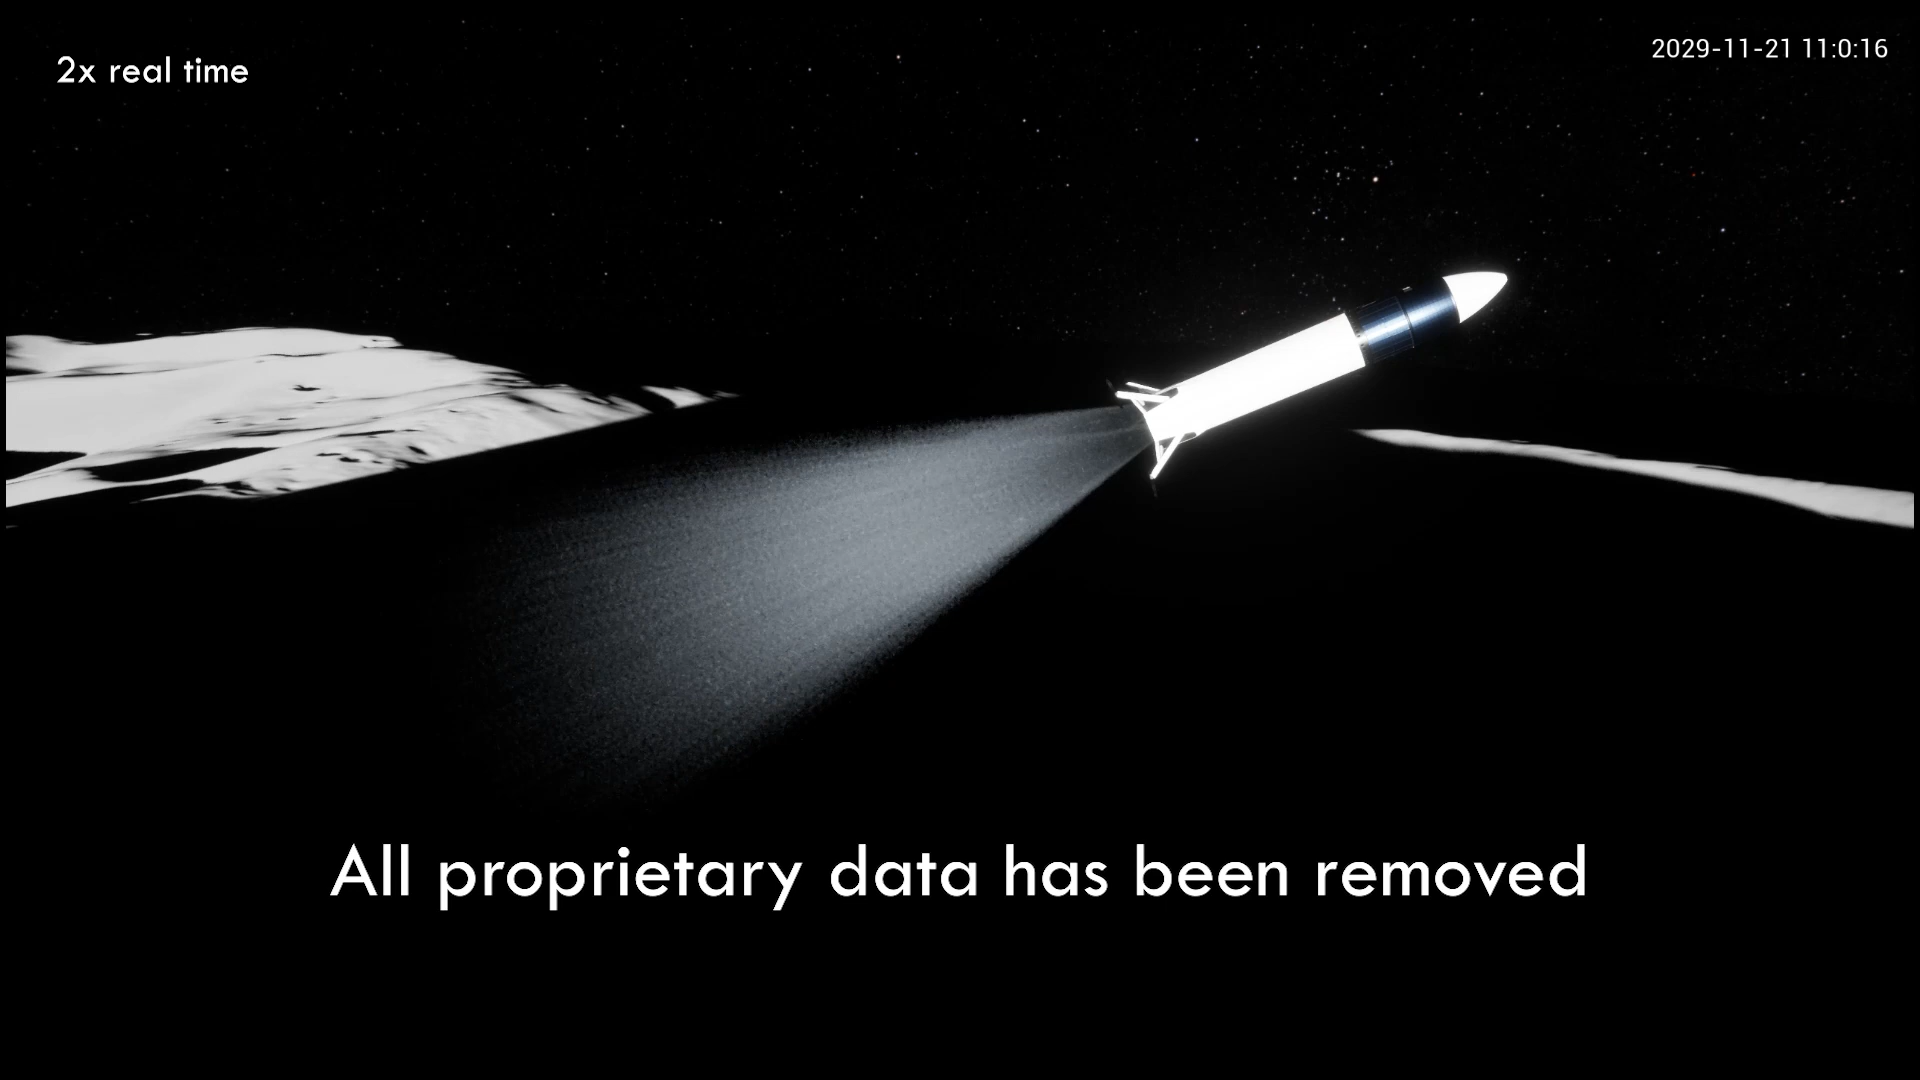 2x real time
2029-11-21 11:0:16
All proprietary data has been removed